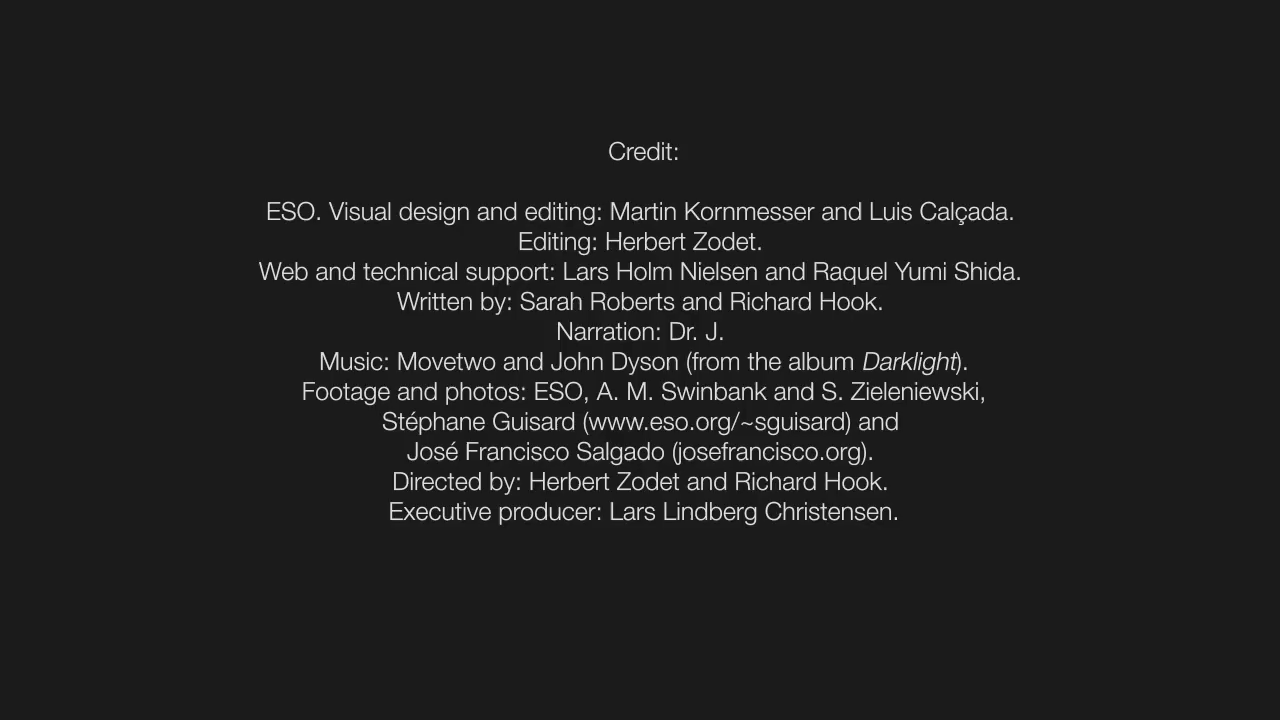 Credit:
ESO. Visual design and editing: Martin Kornmesser and Luis Calçada.
Editing: Herbert Zodet.
Web and technical support: Lars Holm Nielsen and Raquel Yumi Shida.
Written by: Sarah Roberts and Richard Hook.
Narration: Dr. J.
Music: Movetwo and John Dyson (from the album Darklight).
Footage and photos: ESO, A. M. Swinbank and S. Zieleniewski,
Stéphane Guisard (www.eso.org/~sguisard) and
José Francisco Salgado (josefrancisco.org).
Directed by: Herbert Zodet and Richard Hook.
Executive producer: Lars Lindberg Christensen.